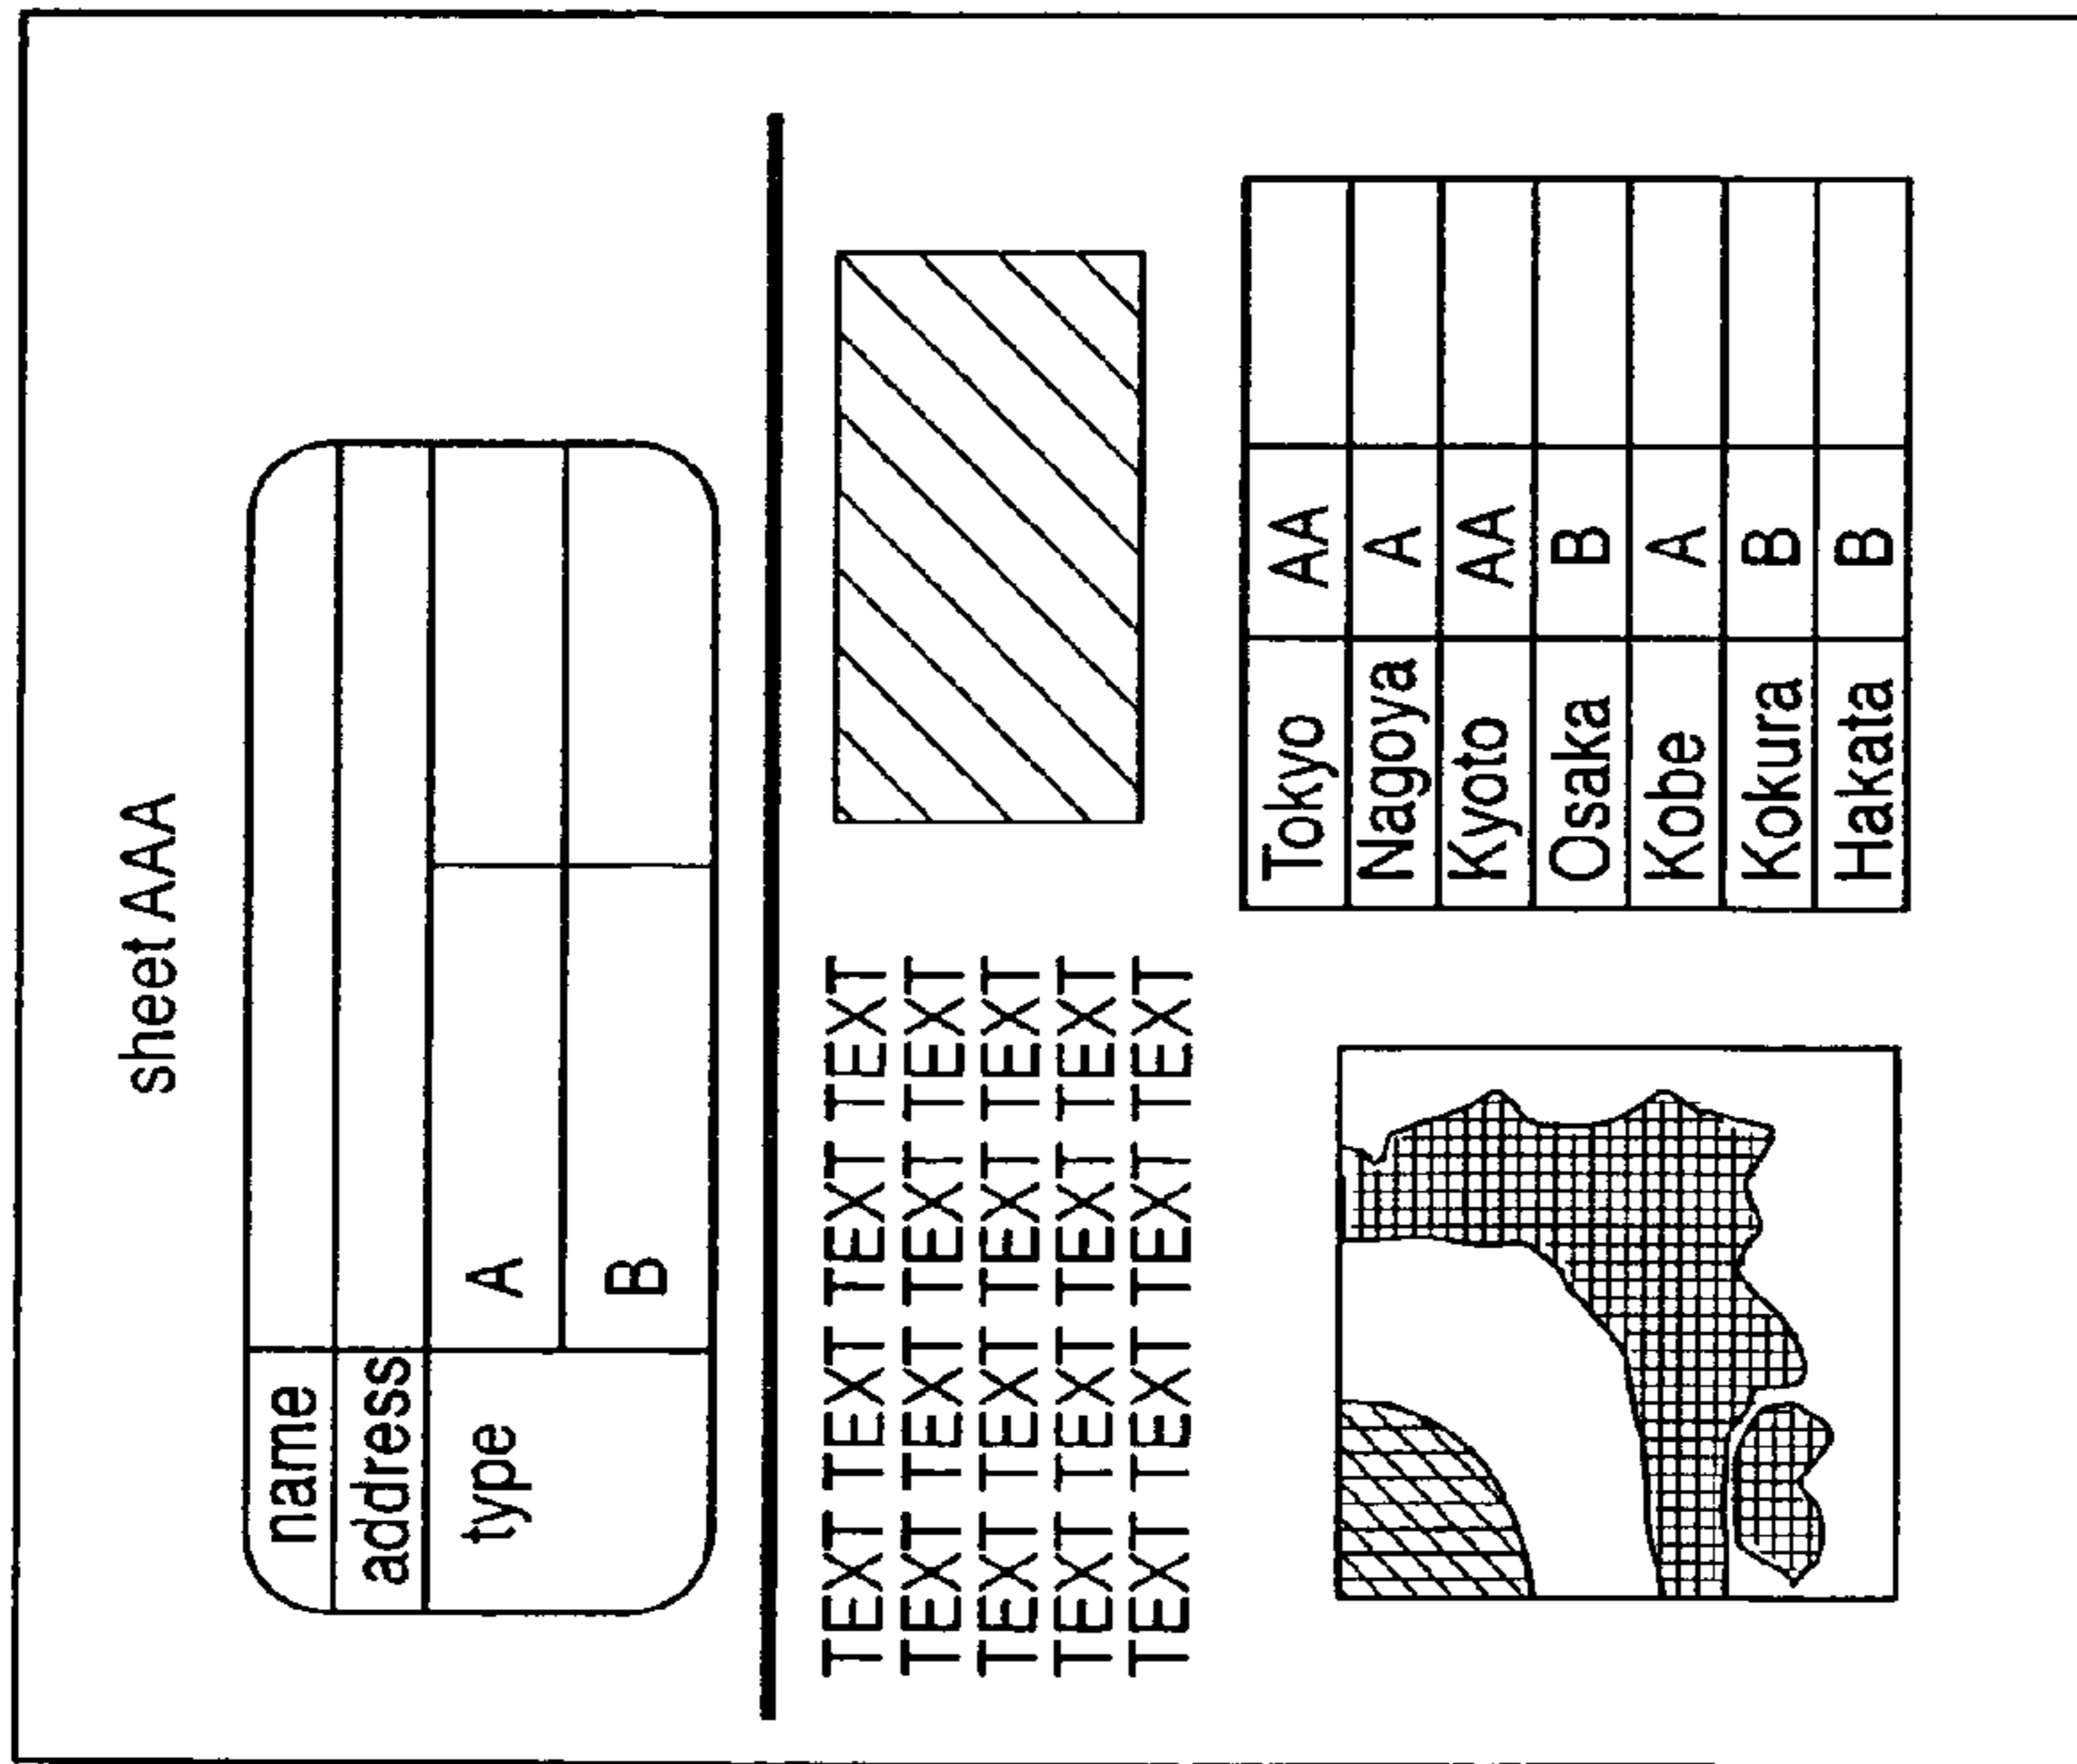 sheet AAA
name
address
type A
B
TEXT TEXT TEXT TEXT
TEXT TEXT TEXT TEXT
TEXT TEXT TEXT TEXT
TEXT TEXT TEXT TEXT
TEXT TEXT TEXT TEXT
Tokyo AA
Nagoya A
Kyoto AA
Osaka B
Kobe A
Kokura B
Hakata B